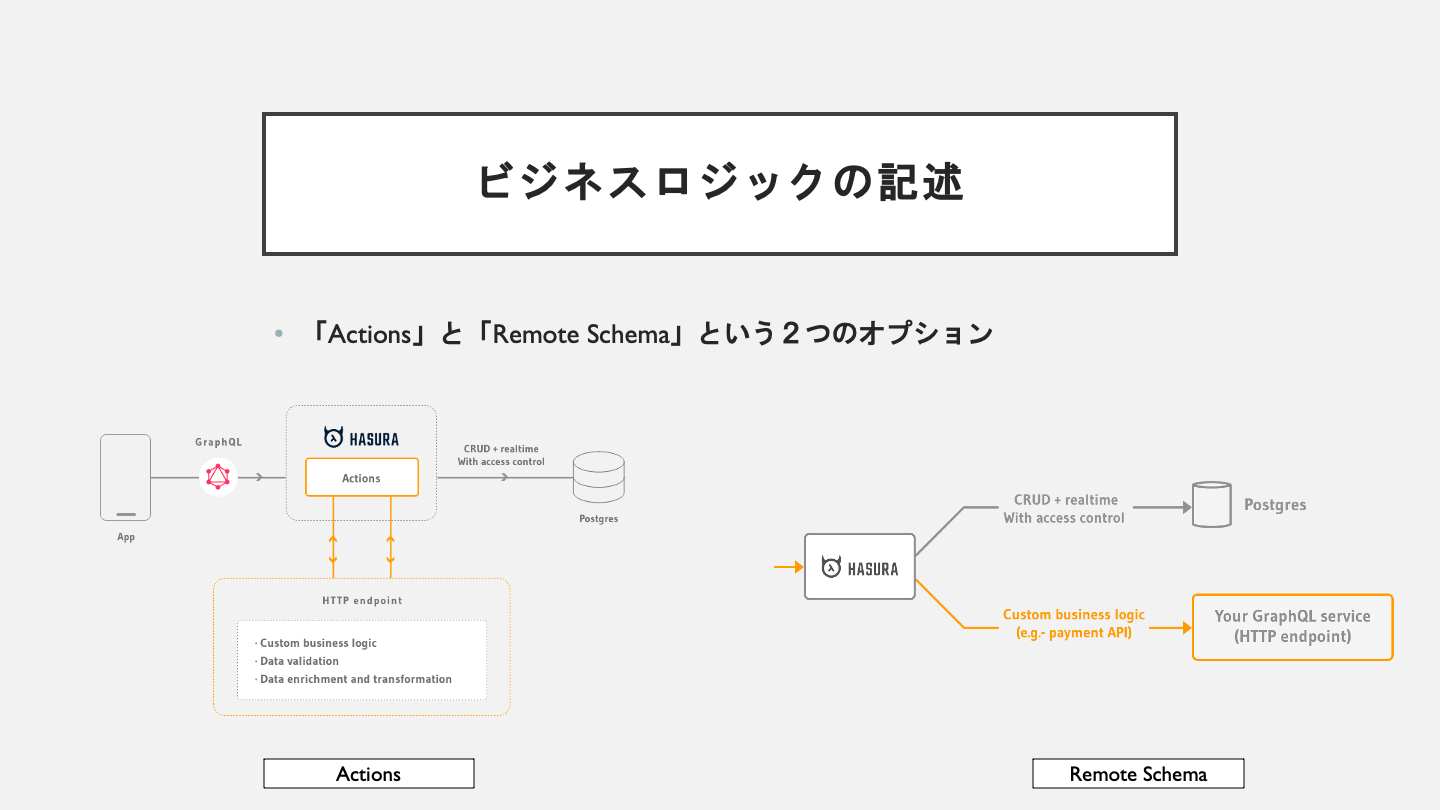 ビジネスロジックの記述
• 「Actions」と「Remote Schema」という２つのオプション
HASURA
GraphQL
Actions
CRUD + realtime
With access control
App
Postgres
HTTP endpoint
· Custom business logic
· Data validation
· Data enrichment and transformation
Actions
CRUD + realtime
With access control
Postgres
HASURA
Custom business logic
(e.g.- payment API)
Your GraphQL service
(HTTP endpoint)
Remote Schema